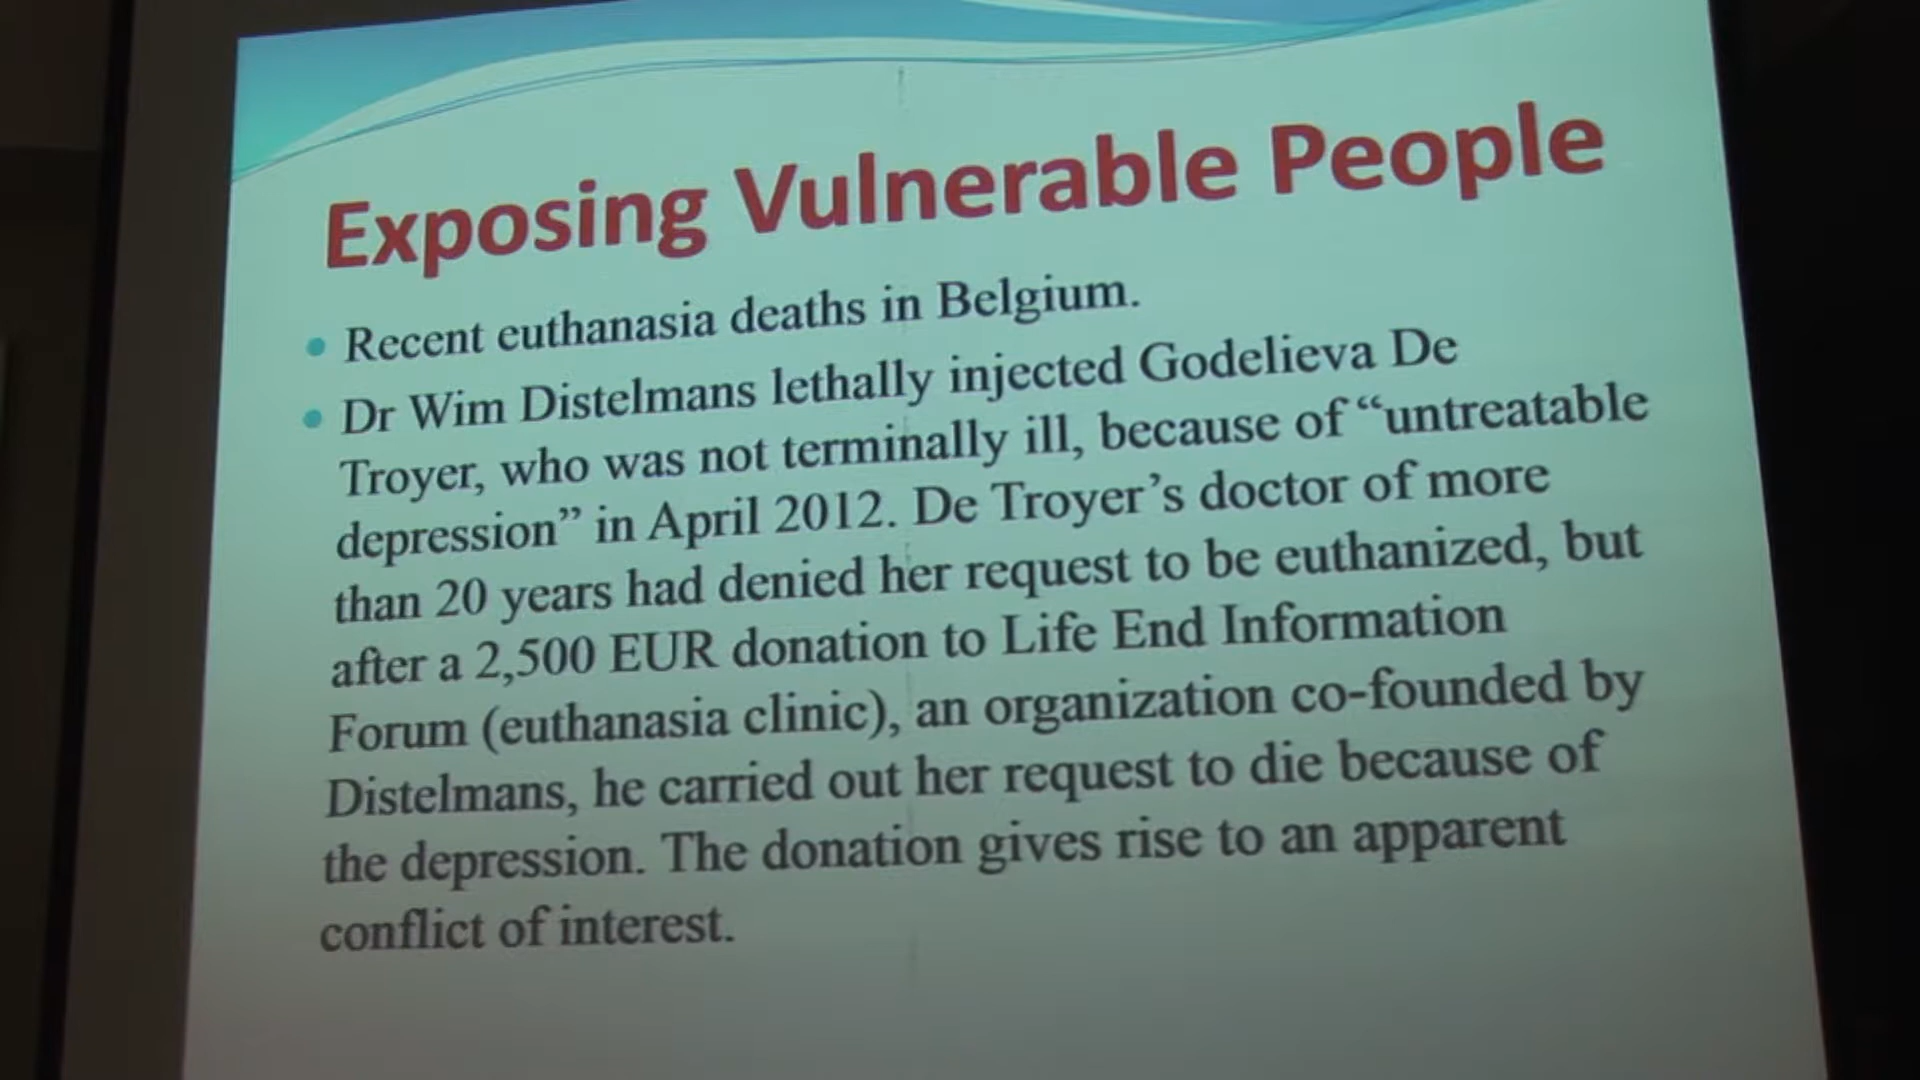 Exposing Vulnerable People
• Recent euthanasia deaths in Belgium.
• Dr Wim Distelmans lethally injected Godelieva De
Troyer, who was not terminally ill, because of “untreatable
depression” in April 2012. De Troyer’s doctor of more
than 20 years had denied her request to be euthanized, but
after a 2,500 EUR donation to Life End Information
Forum (euthanasia clinic), an organization co-founded by
Distelmans, he carried out her request to die because of
the depression. The donation gives rise to an apparent
conflict of interest.